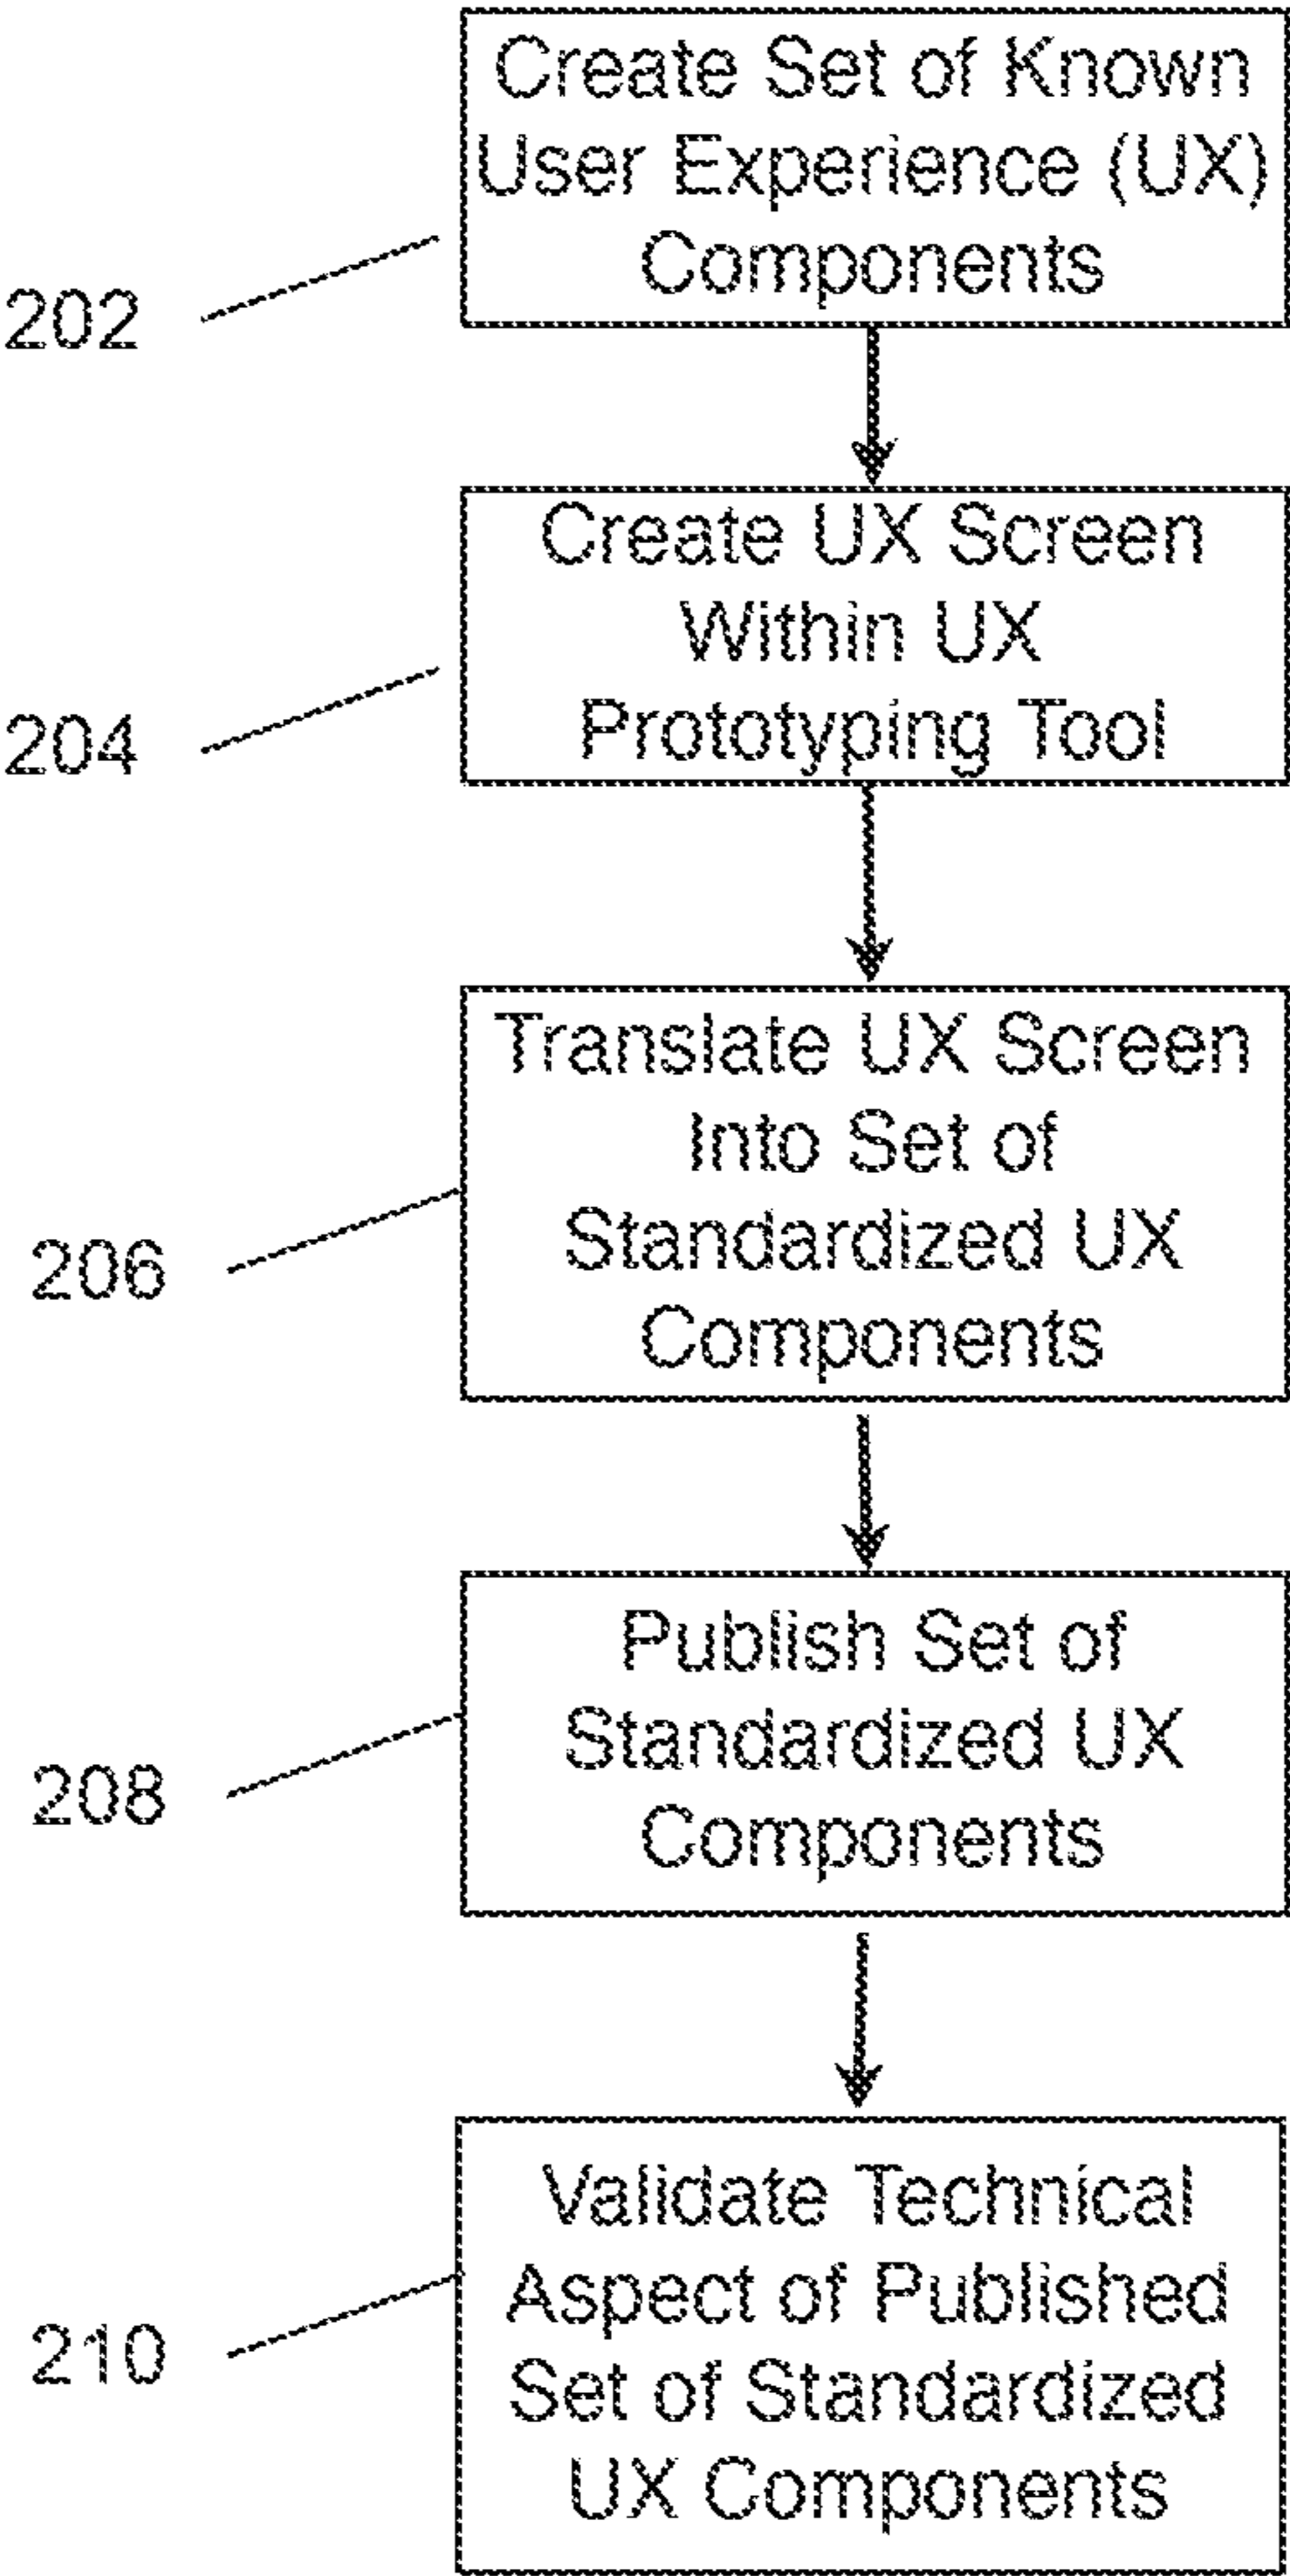 Create Set of Known
User Experience (UX)
Components
202
Create UX Screen
Within UX
Prototyping Tool
204
Translate UX Screen
Into Set of
Standardized UX
Components
206
Publish Set of
Standardized UX
Components
208
Validate Technical
Aspect of Published
Set of Standardized
UX Components
210